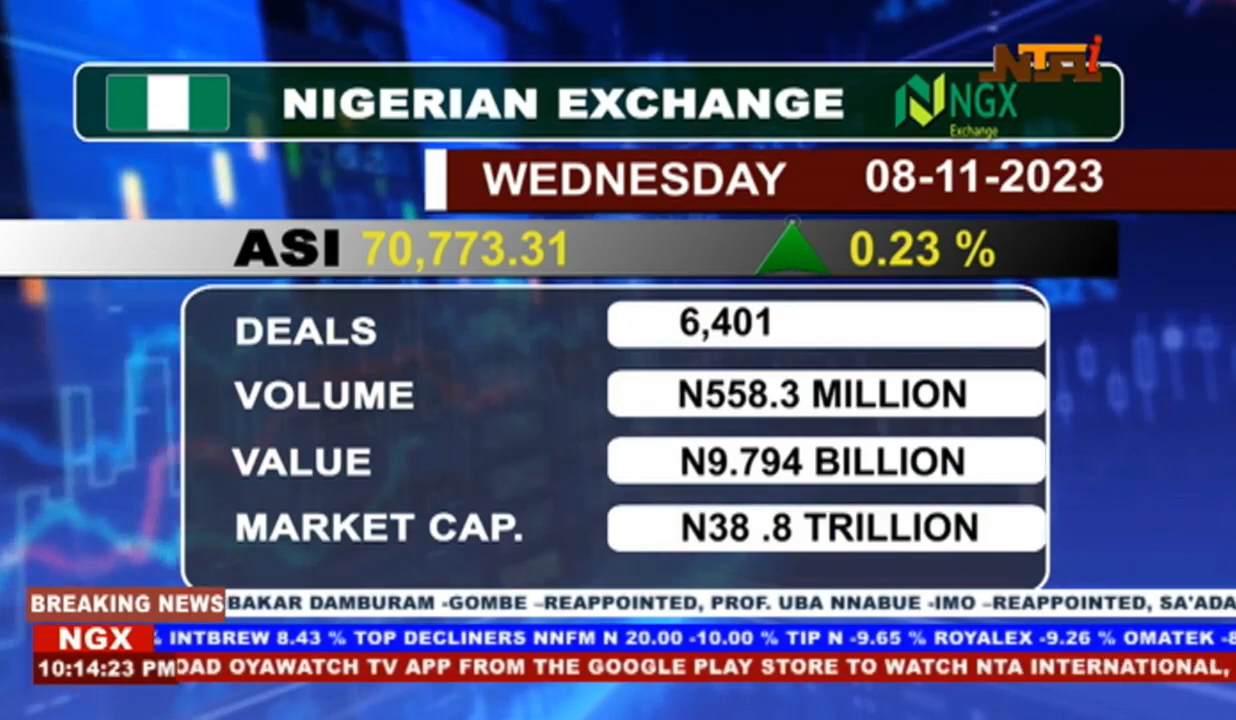 NTAi
NIGERIAN EXCHANGE
NGX
Exchange
WEDNESDAY 08-11-2023
ASI 70,773.31 0.23 %
DEALS 6,401
VOLUME N558.3 MILLION
VALUE N9.794 BILLION
MARKET CAP. N38 .8 TRILLION
BREAKING NEWS BAKAR DAMBURAM -GOMBE –REAPPOINTED, PROF. UBA NNABUE -IMO –REAPPOINTED, SA'ADA
NGX % INTBREW 8.43 % TOP DECLINERS NNFM N 20.00 -10.00 % TIP N -9.65 % ROYALEX -9.26 % OMATEK -8
10:14:23 PM OAD OYAWATCH TV APP FROM THE GOOGLE PLAY STORE TO WATCH NTA INTERNATIONAL,